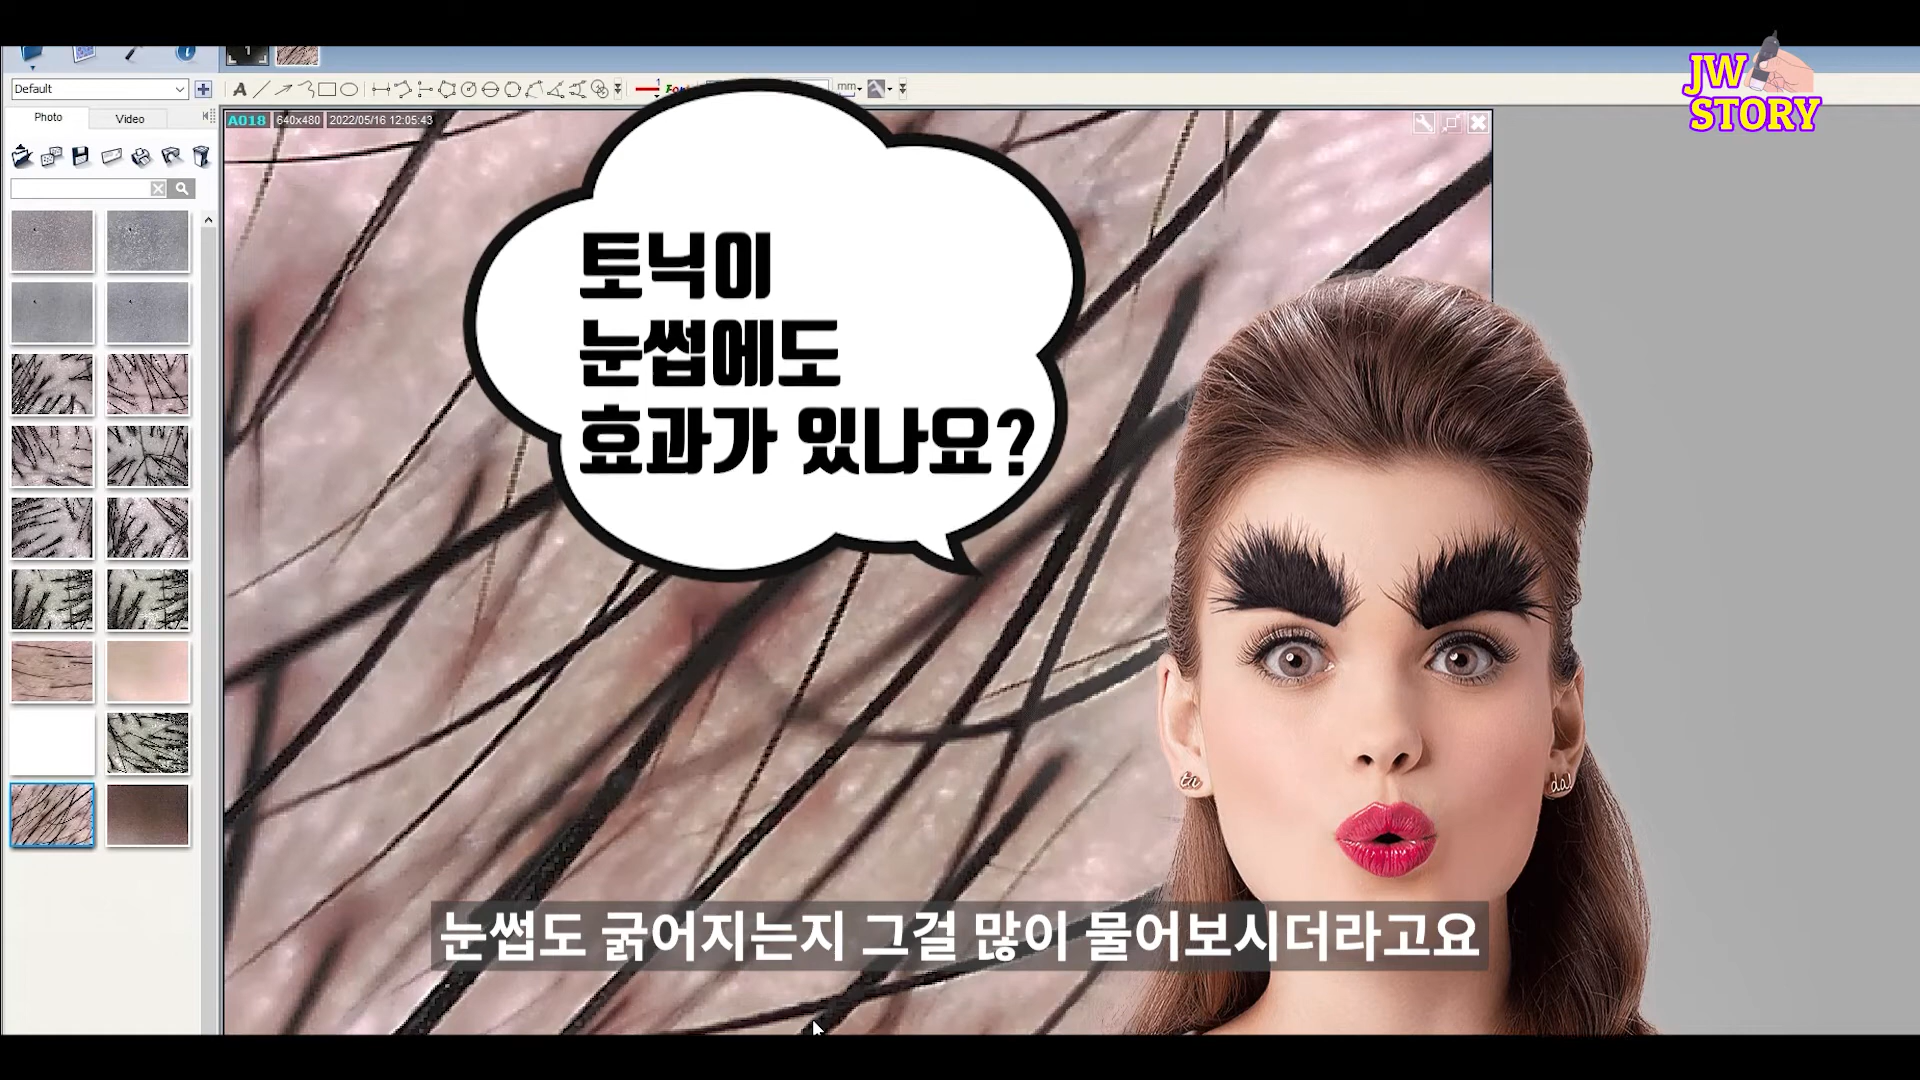 Default
Photo
Video
A018 640x480 2022/05/16 12:05:43
mm
JW
STORY
토닉이
눈썹에도
효과가 있나요?
눈썹도 굵어지는지 그걸 많이 물어보시더라고요